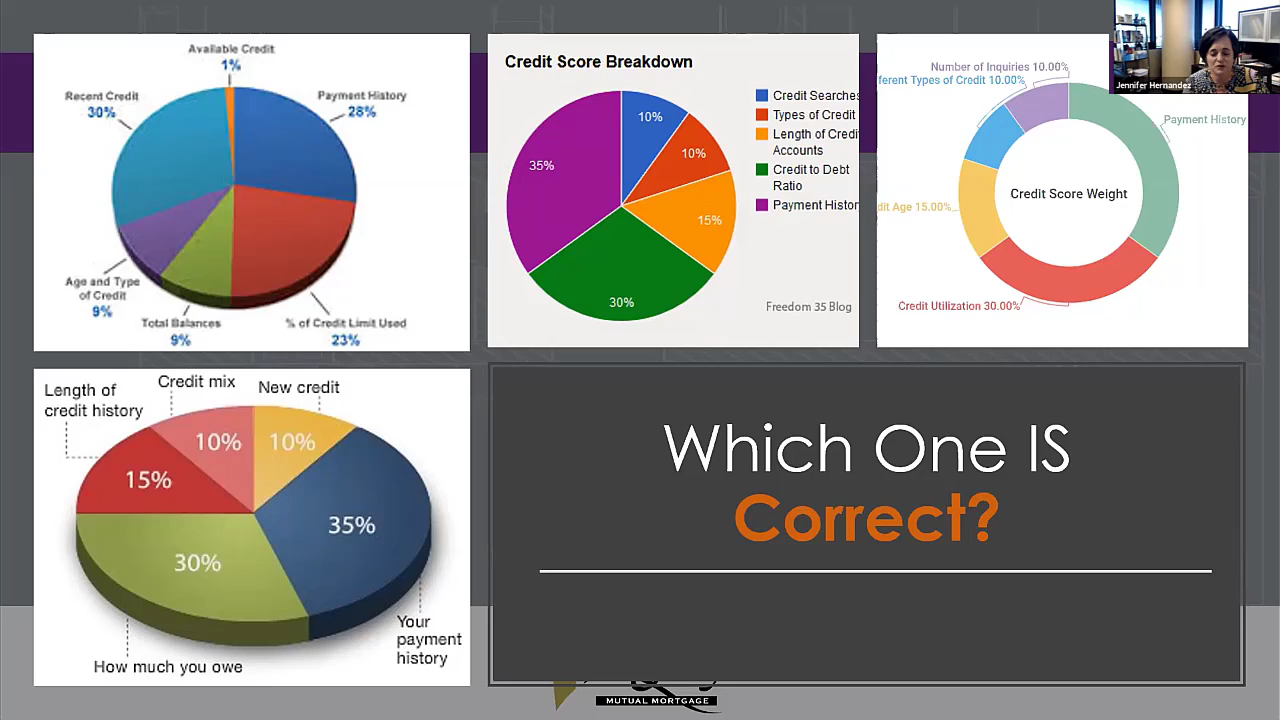 Available Credit
1%
Recent Credit
30%
Payment History
28%
Age and Type
of Credit
9%
Total Balances
9%
% of Credit Limit Used
23%
Credit Score Breakdown
10%
10%
15%
30%
35%
Credit Searches
Types of Credit
Length of Credi
Accounts
Credit to Debt
Ratio
Payment Histor
Freedom 35 Blog
Number of Inquiries 10.00%
fferent Types of Credit 10.00%
Payment History
dit Age 15.00%
Credit Score Weight
Credit Utilization 30.00%
Jennifer Hernandez
Length of
credit history
Credit mix
New credit
10%
10%
15%
35%
30%
How much you owe
Your
payment
history
Which One IS
Correct?
MUTUAL MORTGAGE